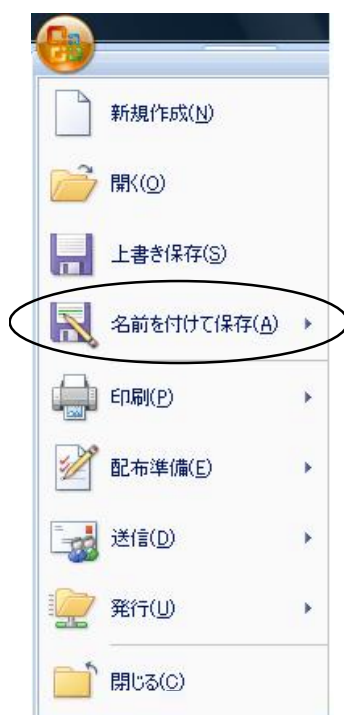 新規作成(N)
開く(O)
上書き保存(S)
名前を付けて保存(A)
印刷(P)
配布準備(E)
送信(D)
発行(U)
閉じる(C)